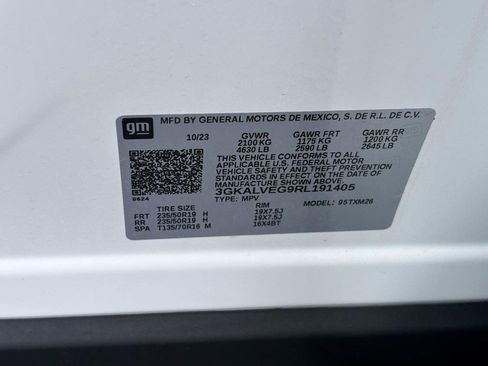 gm
MFD BY GENERAL MOTORS DE MEXICO, S. DE R.L. DE C.V.
10/23 GVWR GAWR FRT GAWR RR
2100 KG 1175 KG 1200 KG
4630 LB 2590 LB 2645 LB
THIS VEHICLE CONFORMS TO ALL
APPLICABLE U.S. FEDERAL MOTOR
VEHICLE SAFETY AND THEFT
PREVENTION STANDARDS IN
EFFECT ON THE DATE OF
MANUFACTURE SHOWN ABOVE.
3GKALVEG9RL191405
0624
TYPE: MPV MODEL: 95TXM26
TIRE SIZE RIM
FRT 235/50R19 H 19X7.5J
RR 235/50R19 H 19X7.5J
SPA T135/70R16 M 16X4BT